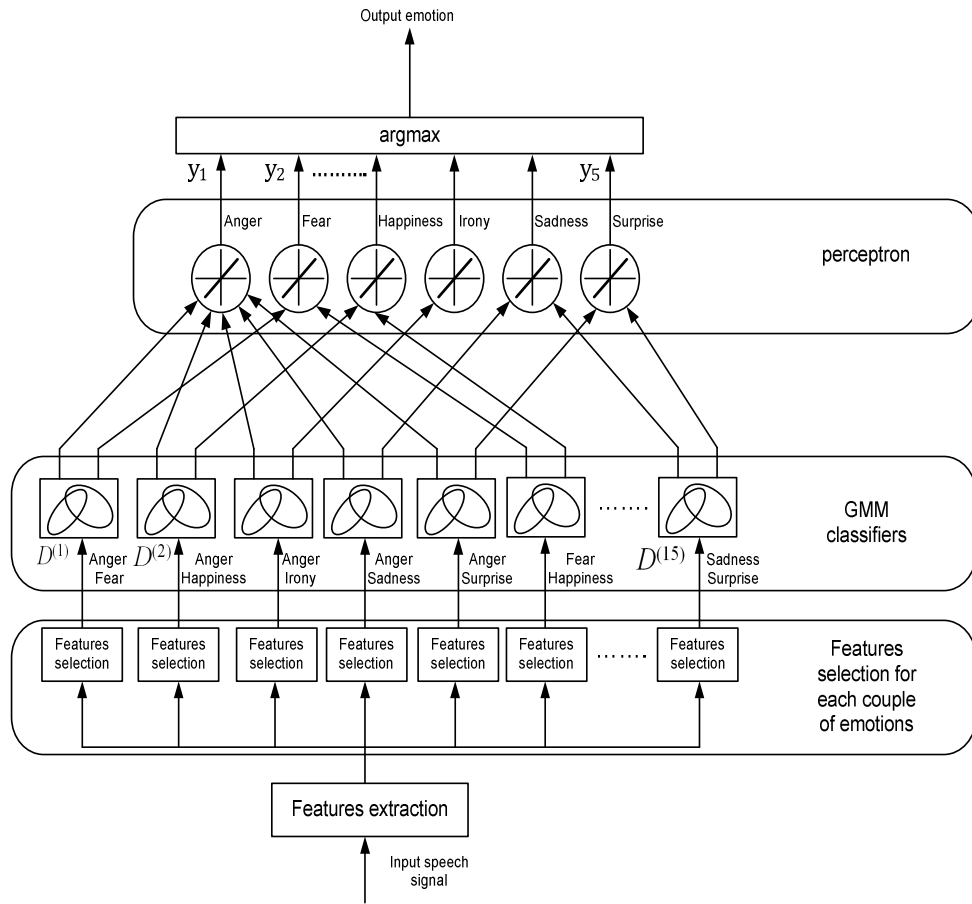 Output emotion
argmax
y₁ y₂ ........... y₅
Anger Fear Happiness Irony Sadness Surprise
perceptron
GMM
classifiers
D⁽¹⁾ D⁽²⁾ ........ D⁽¹⁵⁾
Anger
Fear
Anger
Happiness
Anger
Irony
Anger
Sadness
Anger
Surprise
Fear
Happiness
Sadness
Surprise
Features
selection
Features
selection
Features
selection
Features
selection
Features
selection
Features
selection
........
Features
selection
Features
selection for
each couple
of emotions
Features extraction
Input speech
signal